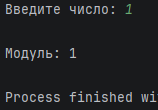 Введите число: 1
Модуль: 1
Process finished wi